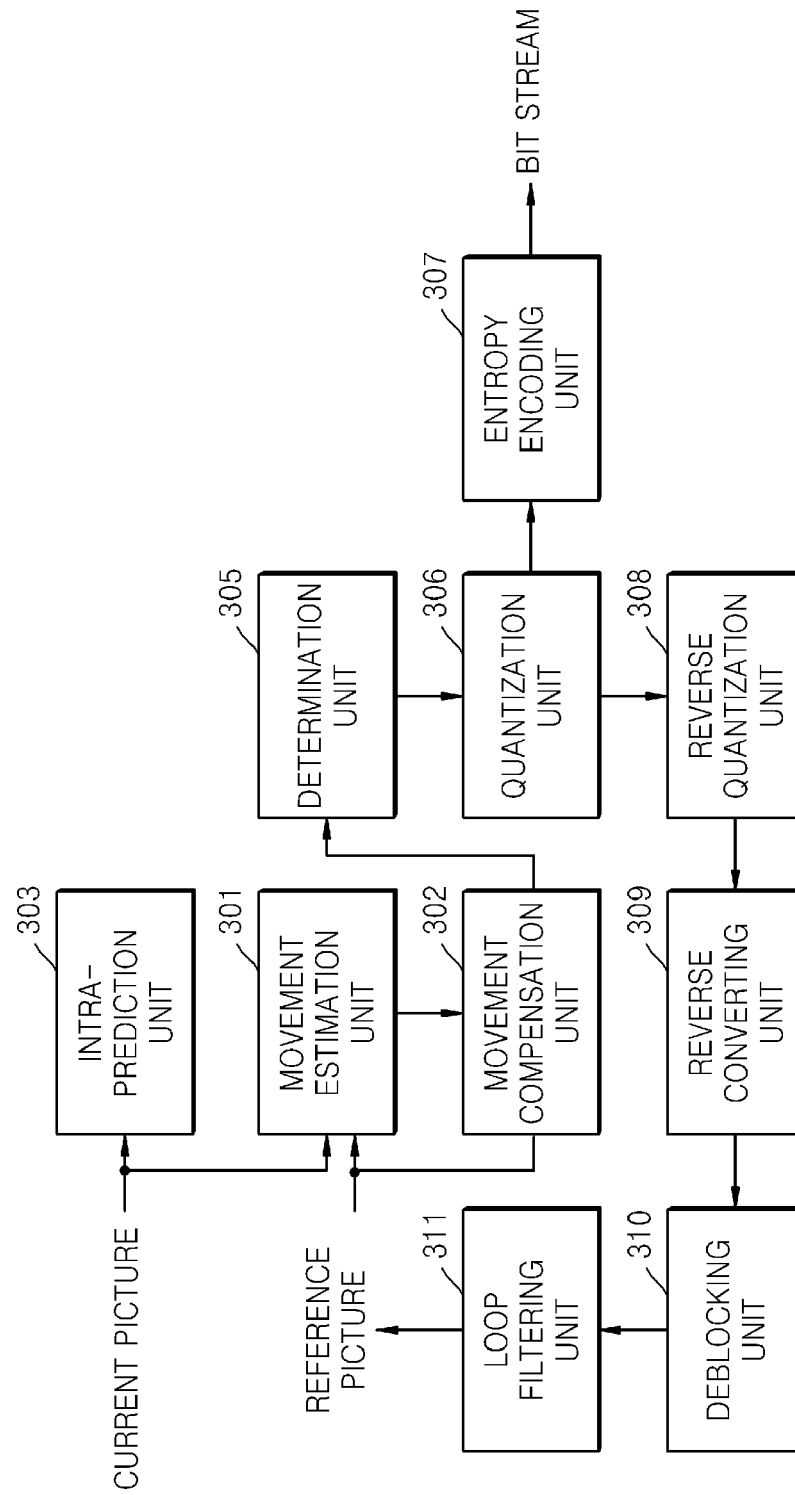 CURRENT PICTURE
303
INTRA-
PREDICTION
UNIT
301
MOVEMENT
ESTIMATION
UNIT
305
DETERMINATION
UNIT
REFERENCE
PICTURE
302
MOVEMENT
COMPENSATION
UNIT
306
QUANTIZATION
UNIT
307
ENTROPY
ENCODING
UNIT
BIT STREAM
311
LOOP
FILTERING
UNIT
310
DEBLOCKING
UNIT
309
REVERSE
CONVERTING
UNIT
308
REVERSE
QUANTIZATION
UNIT